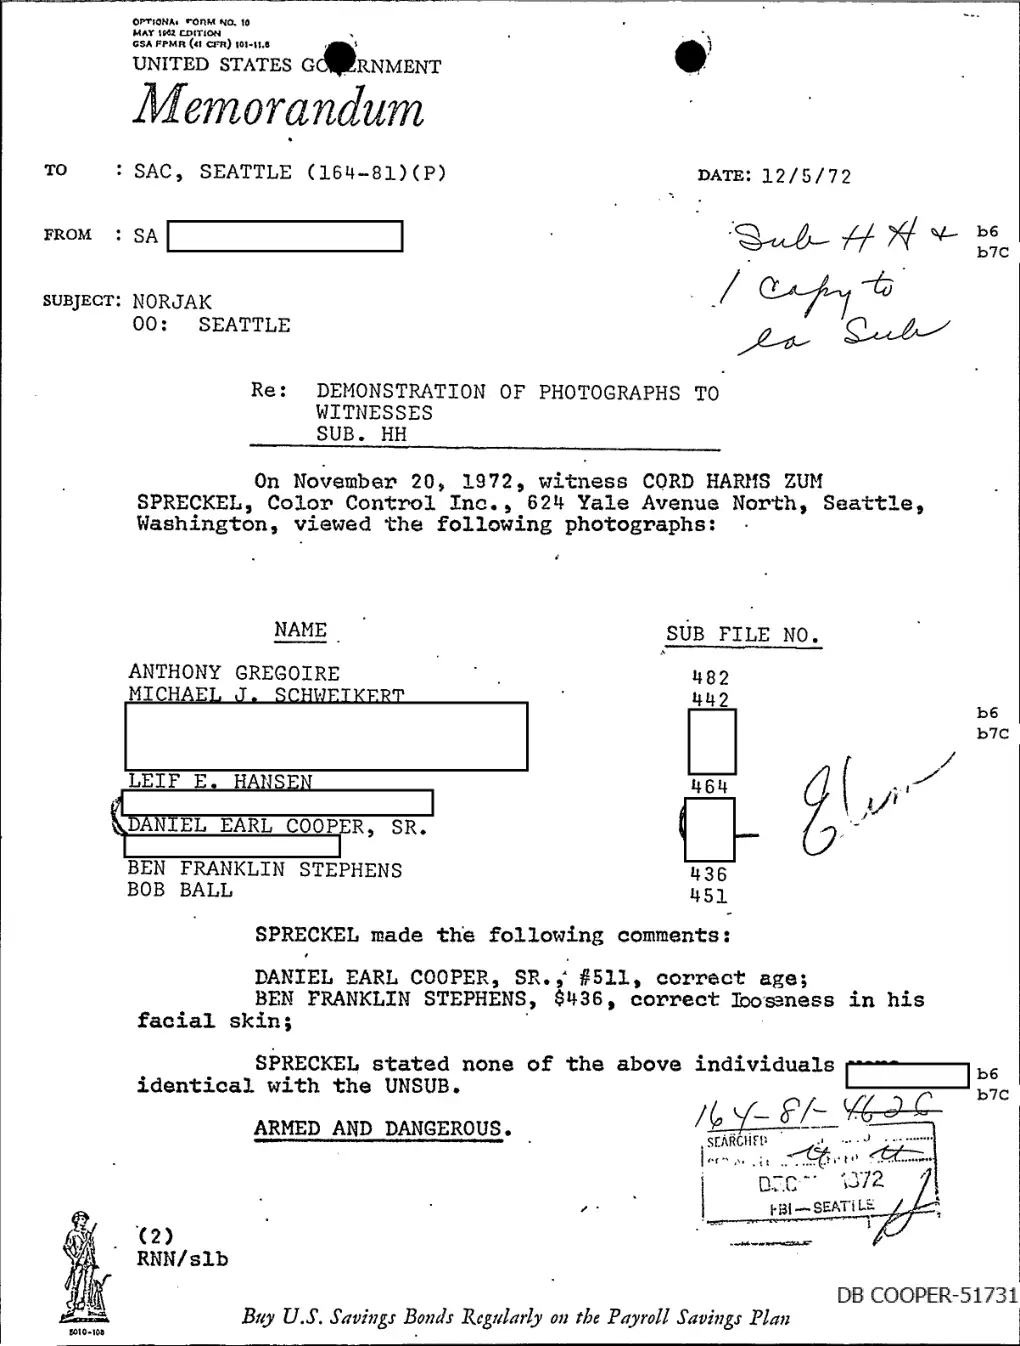 OPTIONAL FORM NO. 10
MAY 1962 EDITION
GSA FPMR (41 CFR) 101-11.6
UNITED STATES GOVERNMENT
Memorandum
TO : SAC, SEATTLE (164-81)(P)
DATE: 12/5/72
FROM : SA
Sub HH &
1 copy to
ea Sub
b6
b7C
SUBJECT: NORJAK
OO: SEATTLE
Re: DEMONSTRATION OF PHOTOGRAPHS TO
WITNESSES
SUB. HH
On November 20, 1972, witness CORD HARMS ZUM
SPRECKEL, Color Control Inc., 624 Yale Avenue North, Seattle,
Washington, viewed the following photographs:
NAME
SUB FILE NO.
ANTHONY GREGOIRE 482
MICHAEL J. SCHWEIKERT 442
b6
b7C
LEIF E. HANSEN 464
DANIEL EARL COOPER, SR.
Elim
BEN FRANKLIN STEPHENS 436
BOB BALL 451
SPRECKEL made the following comments:
DANIEL EARL COOPER, SR., #511, correct age;
BEN FRANKLIN STEPHENS, $436, correct looseness in his
facial skin;
SPRECKEL stated none of the above individuals
identical with the UNSUB.
b6
b7C
ARMED AND DANGEROUS.
164-81-4626
SEARCHED
DEC 1972
FBI — SEATTLE
(2)
RNN/slb
DB COOPER-51731
Buy U.S. Savings Bonds Regularly on the Payroll Savings Plan
5010-108